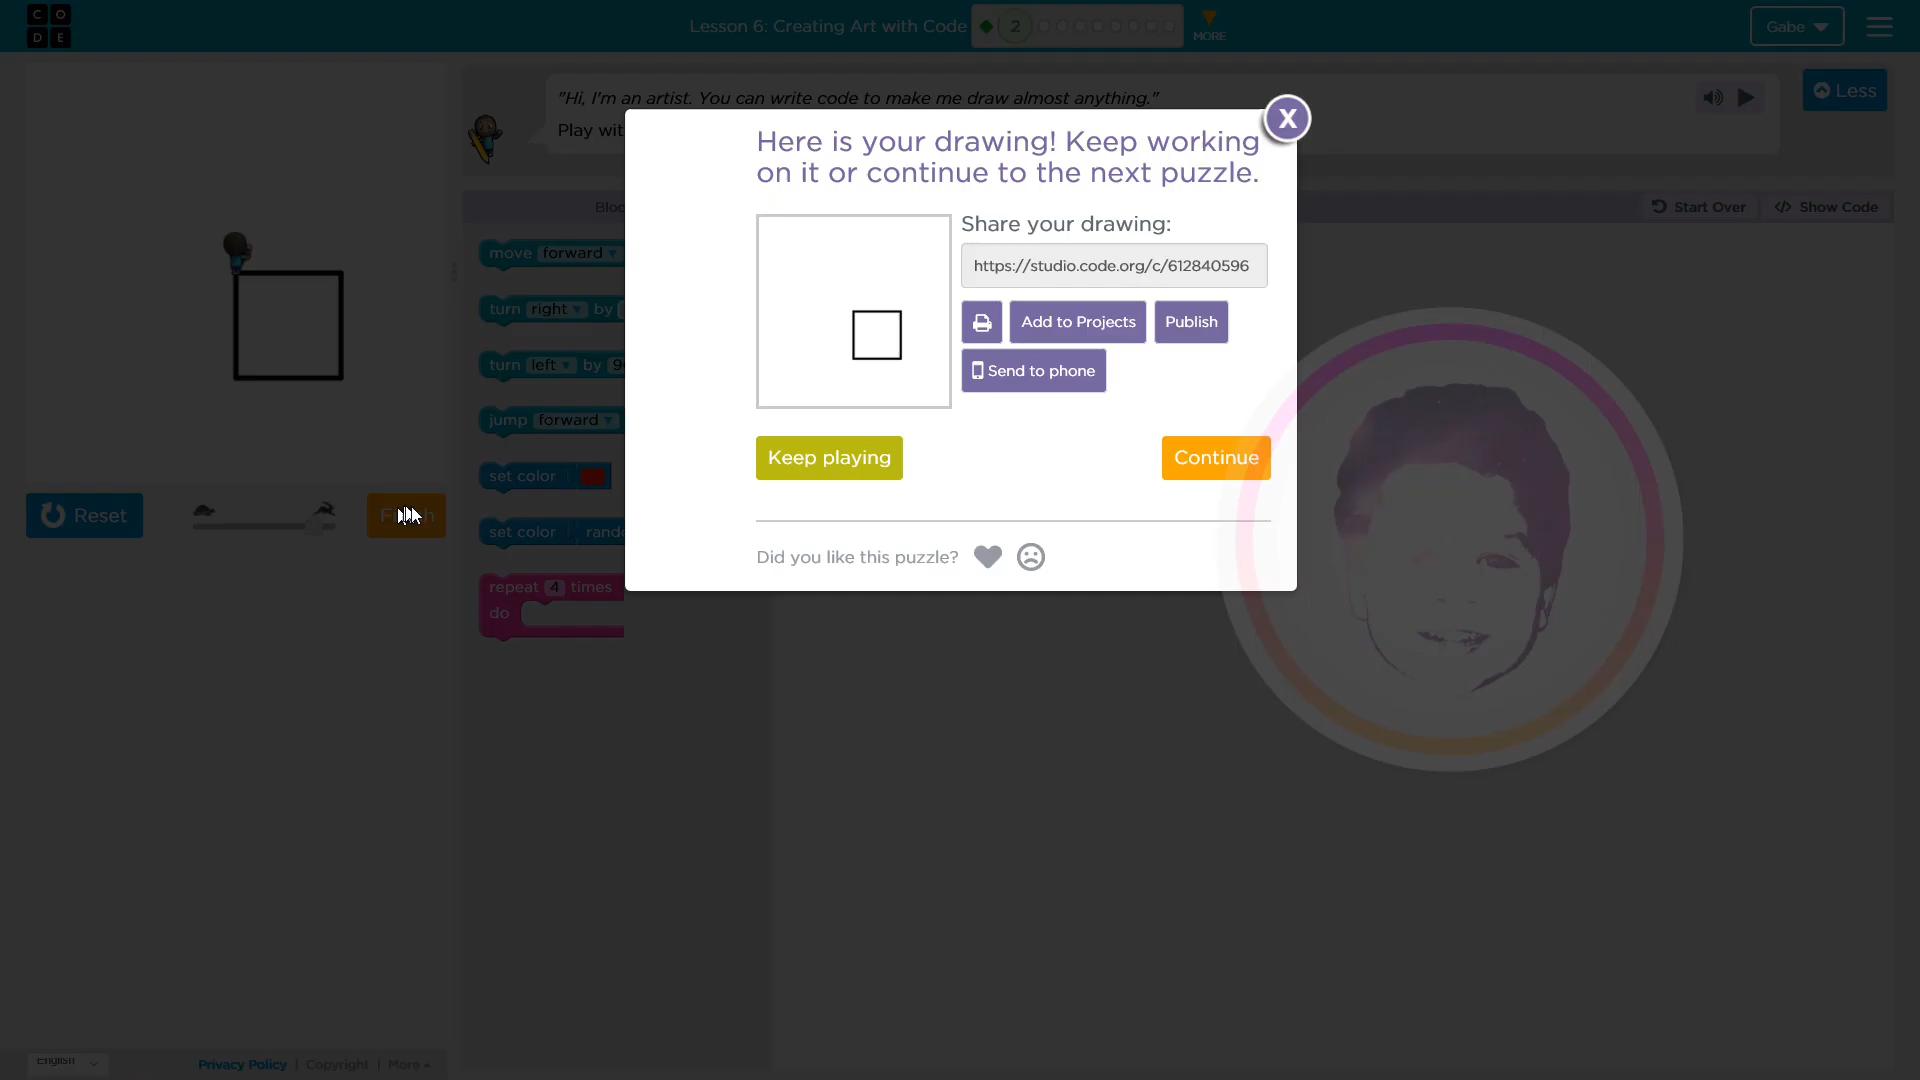 C O
D E
Lesson 6: Creating Art with Code
2
MORE
Gabe
"Hi, I'm an artist. You can write code to make me draw almost anything."
Play wit
Less
X
Here is your drawing! Keep working
on it or continue to the next puzzle.
Bloc
Start Over
</> Show Code
move forward
turn right by
turn left by 9
jump forward
set color
set color rando
repeat 4 times
do
Share your drawing:
https://studio.code.org/c/612840596
Add to Projects
Publish
Send to phone
Keep playing
Continue
Did you like this puzzle?
Reset
English
Privacy Policy | Copyright | More